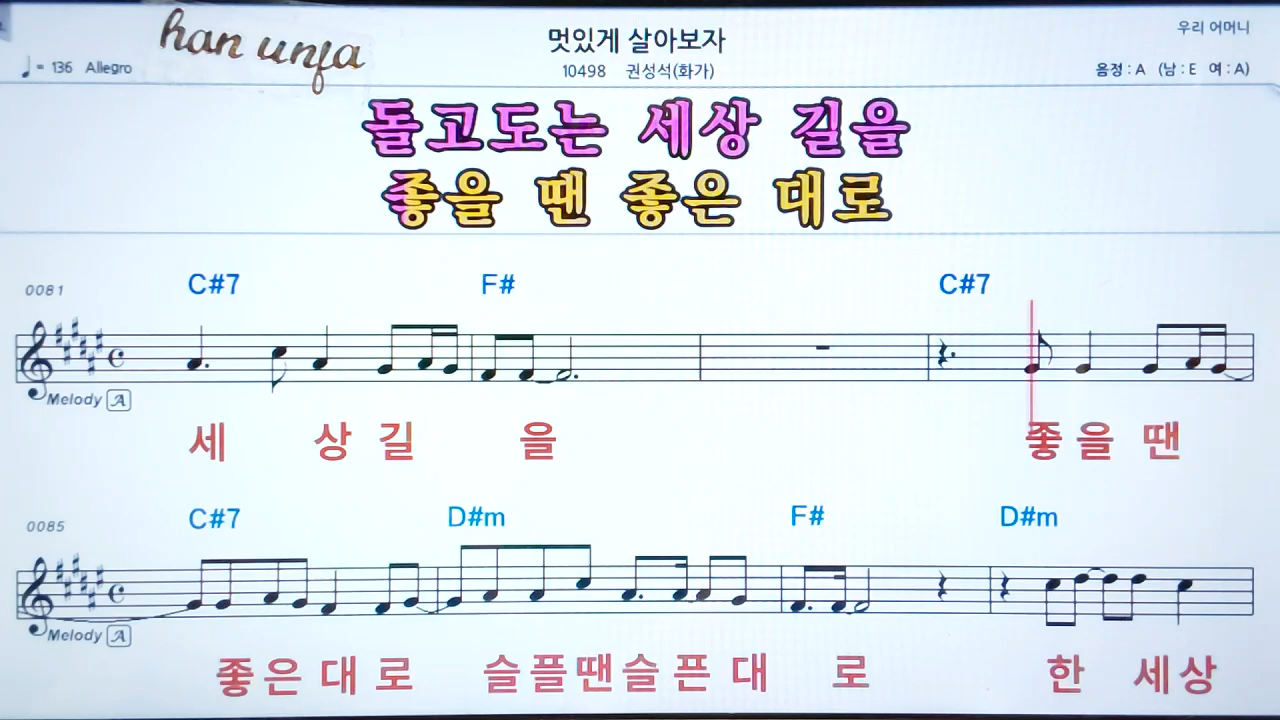 han unfa
멋있게 살아보자
우리 어머니
♩= 136 Allegro
10498 권성석(화가)
음정 : A (남 : E 여 : A)
돌고도는 세상 길을
좋을 땐 좋은 대로
0081 C#7 F# C#7
Melody A
세 상 길 을 좋 을 땐
0085 C#7 D#m F# D#m
Melody A
좋은 대 로 슬플땐슬 픈 대 로 한 세상